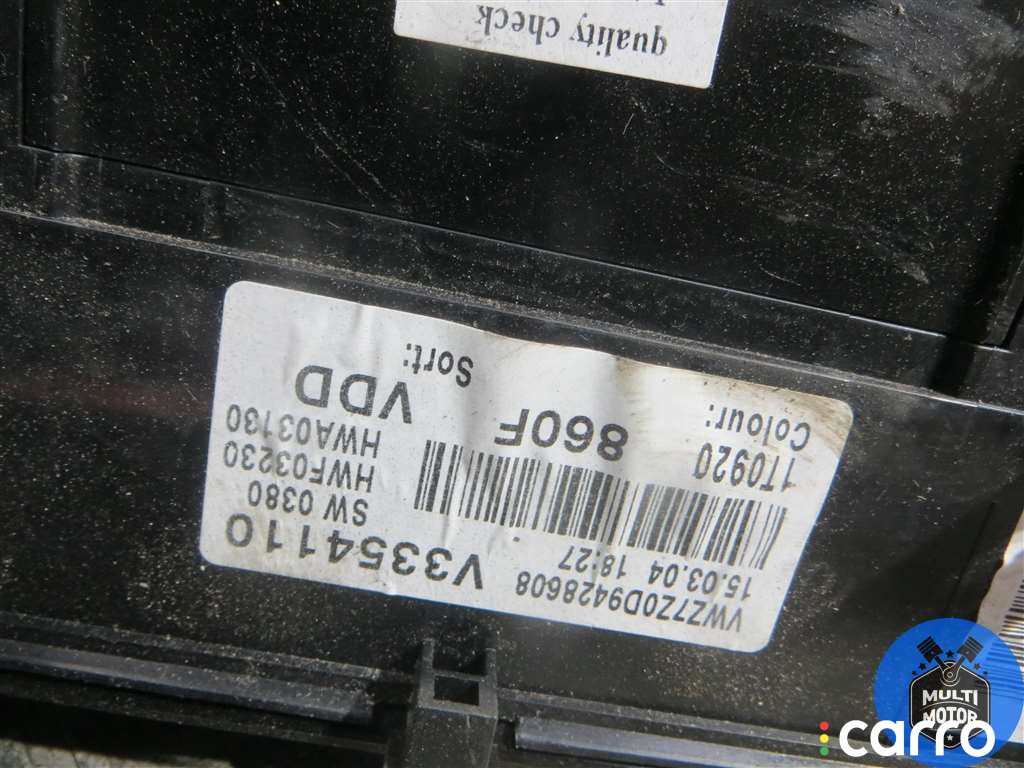 VWZ7Z0D9428608
15.03.04 18:27
V3354110
SW 0380
HWF03230
HWA03130
1T0920
860F
Colour:
Sort:
VDD
quality check
MULTI
MOTOR
carro